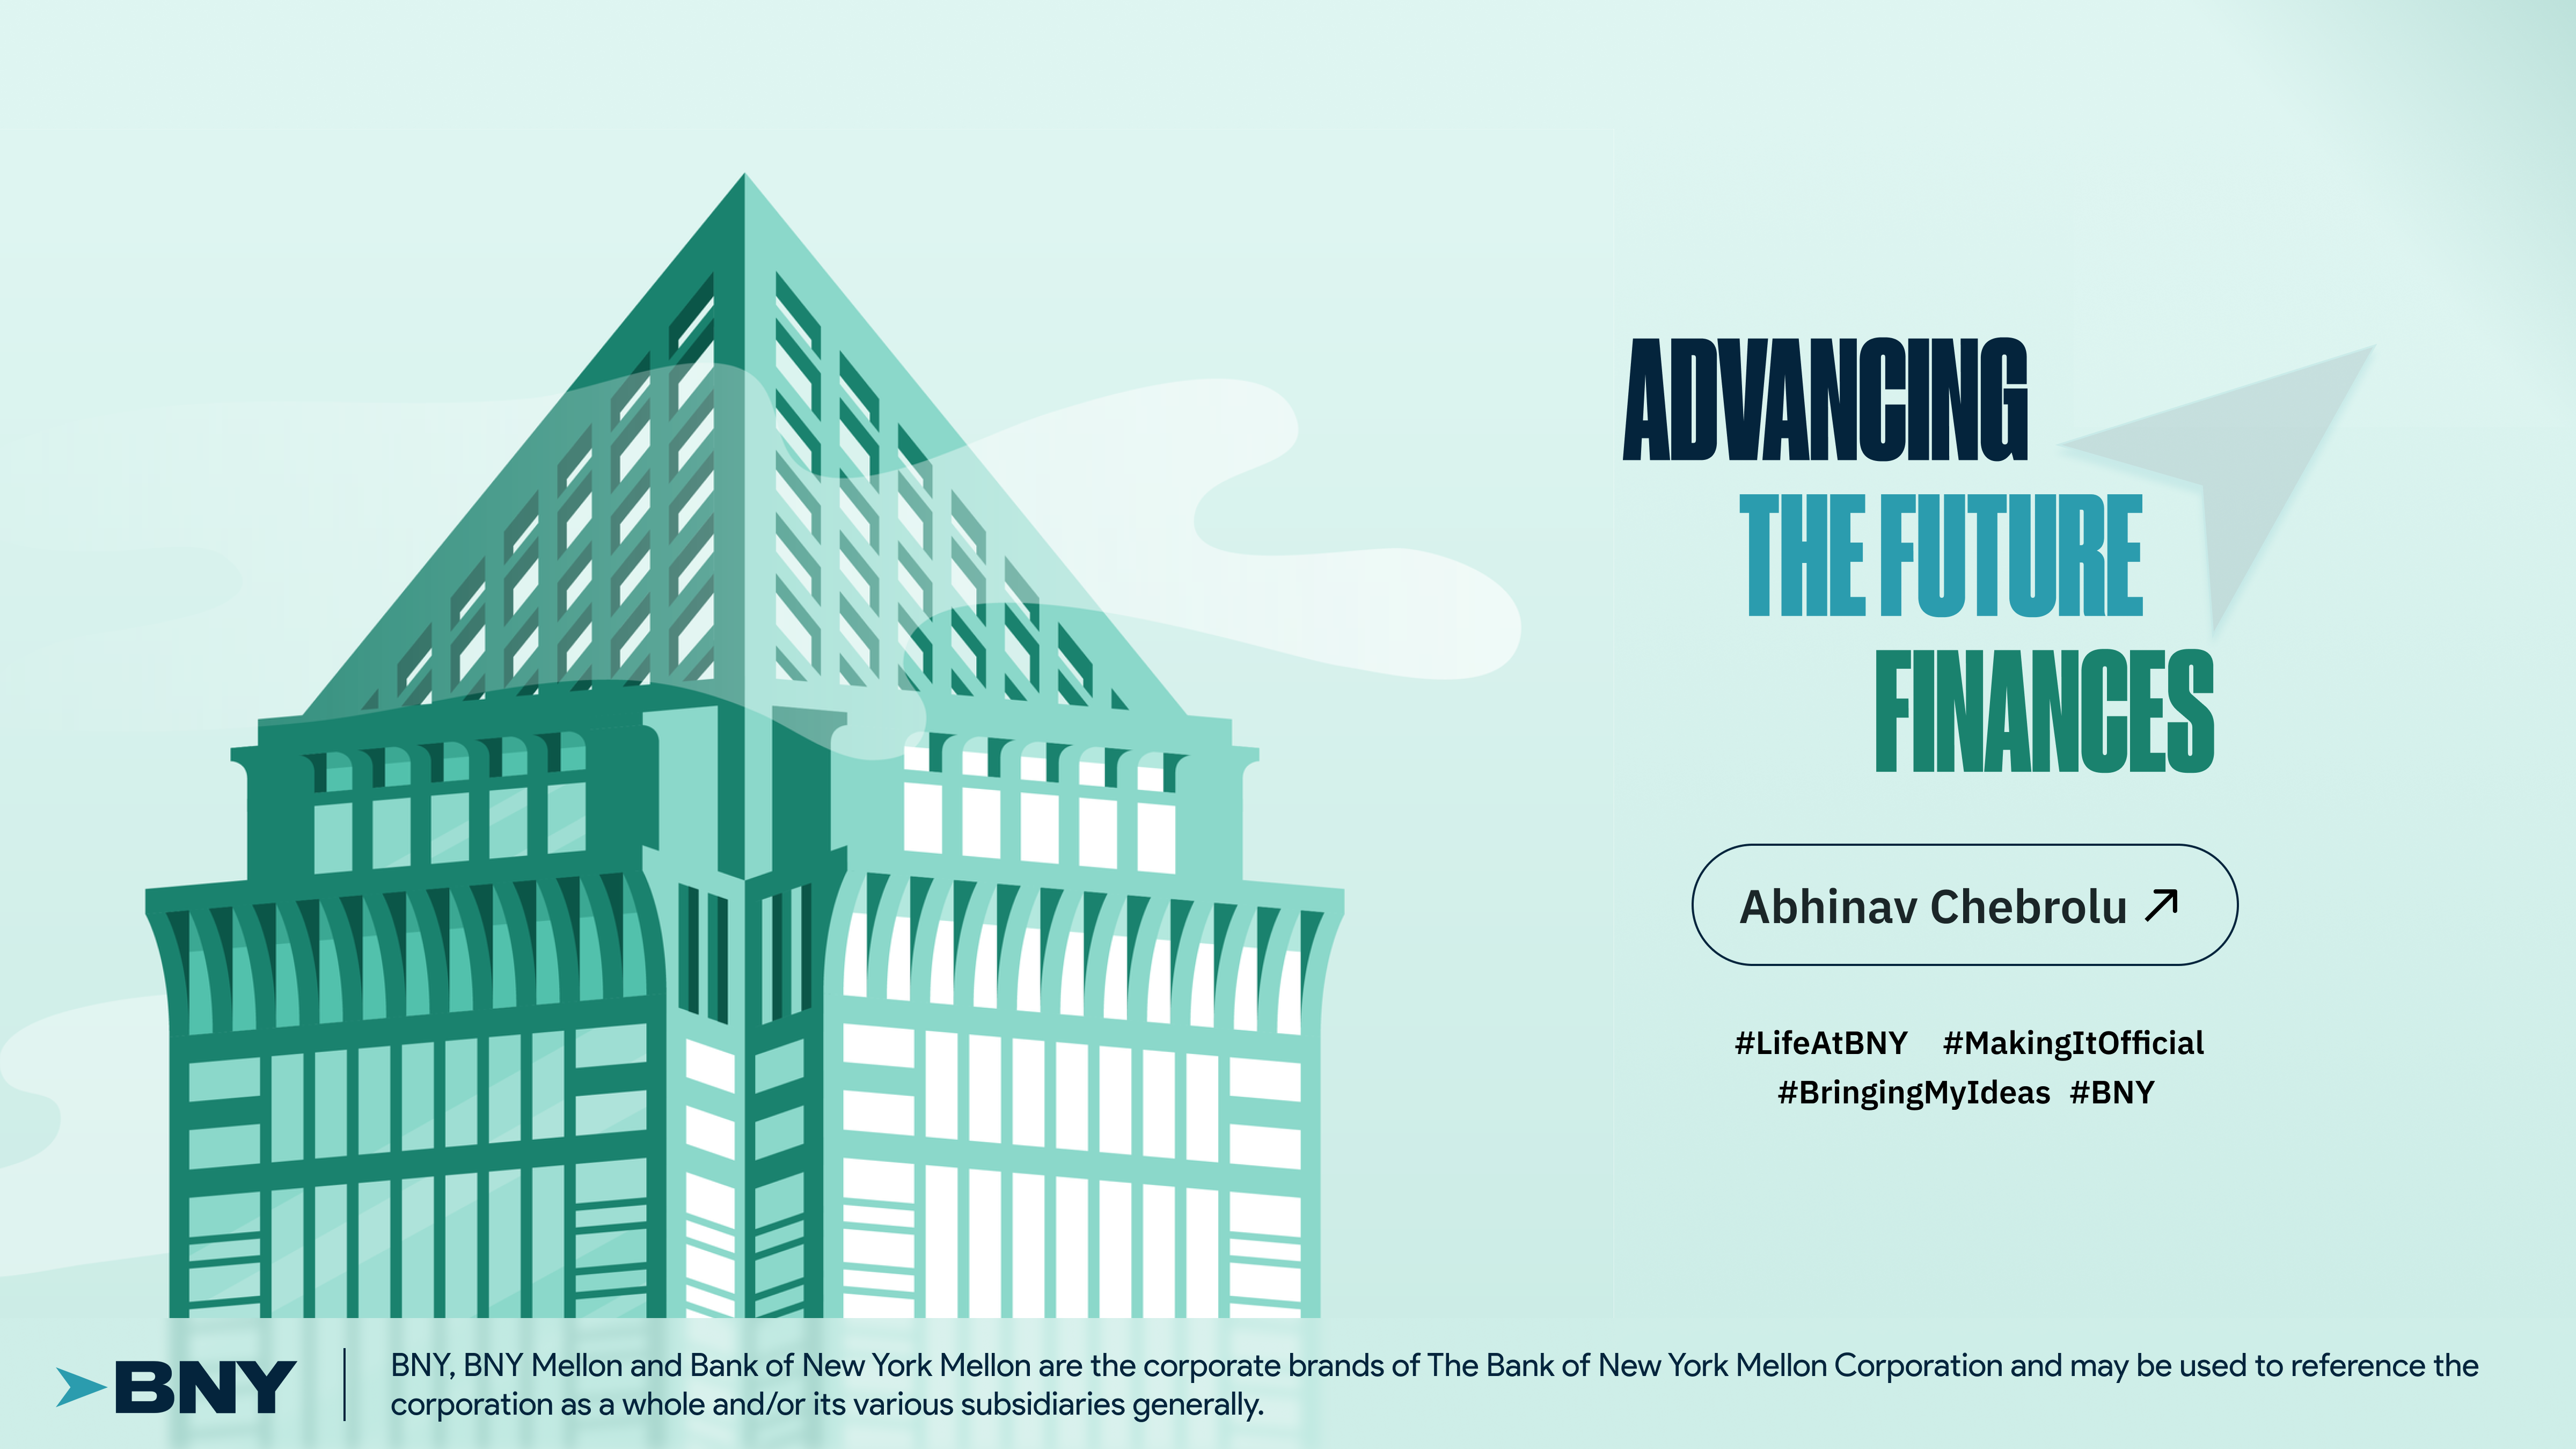 ADVANCING
THE FUTURE
FINANCES
Abhinav Chebrolu
#LifeAtBNY #MakingItOfficial
#BringingMyIdeas #BNY
BNY
BNY, BNY Mellon and Bank of New York Mellon are the corporate brands of The Bank of New York Mellon Corporation and may be used to reference the
corporation as a whole and/or its various subsidiaries generally.